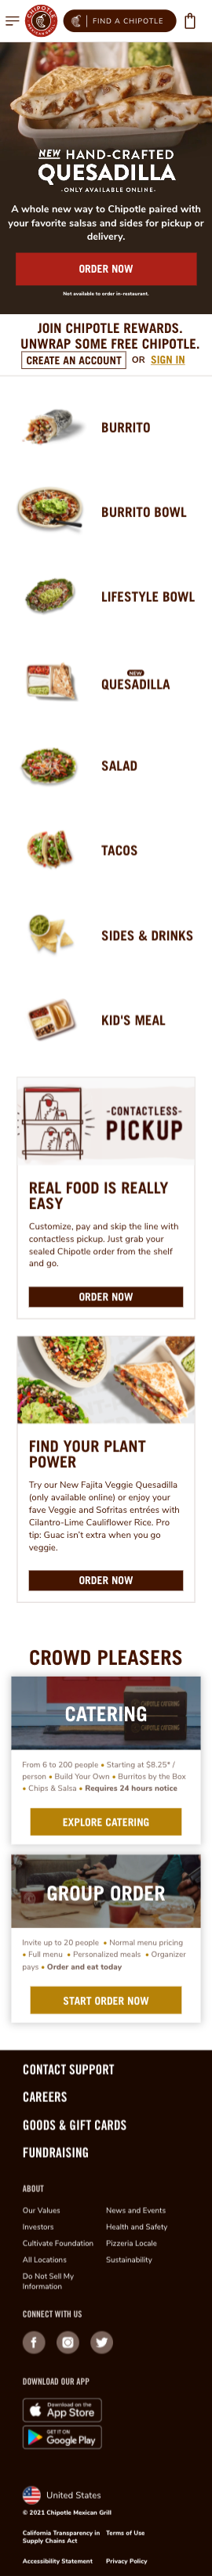 CHIPOTLE
FIND A CHIPOTLE
NEW HAND-CRAFTED
QUESADILLA
·ONLY AVAILABLE ONLINE·
A whole new way to Chipotle paired with
your favorite salsas and sides for pickup or
delivery.
ORDER NOW
Not available to order in-restaurant.
JOIN CHIPOTLE REWARDS.
UNWRAP SOME FREE CHIPOTLE.
CREATE AN ACCOUNT OR SIGN IN
BURRITO
BURRITO BOWL
LIFESTYLE BOWL
NEW
QUESADILLA
SALAD
TACOS
SIDES & DRINKS
KID'S MEAL
-CONTACTLESS-
PICKUP
REAL FOOD IS REALLY
EASY
Customize, pay and skip the line with
contactless pickup. Just grab your
sealed Chipotle order from the shelf
and go.
ORDER NOW
FIND YOUR PLANT
POWER
Try our New Fajita Veggie Quesadilla
(only available online) or enjoy your
fave Veggie and Sofritas entrées with
Cilantro-Lime Cauliflower Rice. Pro
tip: Guac isn't extra when you go
veggie.
ORDER NOW
CROWD PLEASERS
CATERING
From 6 to 200 people • Starting at $8.25* /
person • Build Your Own • Burritos by the Box
• Chips & Salsa • Requires 24 hours notice
EXPLORE CATERING
GROUP ORDER
Invite up to 20 people • Normal menu pricing
• Full menu • Personalized meals • Organizer
pays • Order and eat today
START ORDER NOW
CONTACT SUPPORT
CAREERS
GOODS & GIFT CARDS
FUNDRAISING
ABOUT
Our Values News and Events
Investors Health and Safety
Cultivate Foundation Pizzeria Locale
All Locations Sustainability
Do Not Sell My
Information
CONNECT WITH US
DOWNLOAD OUR APP
Download on the
App Store
GET IT ON
Google Play
United States
© 2021 Chipotle Mexican Grill
California Transparency in Terms of Use
Supply Chains Act
Accessibility Statement Privacy Policy